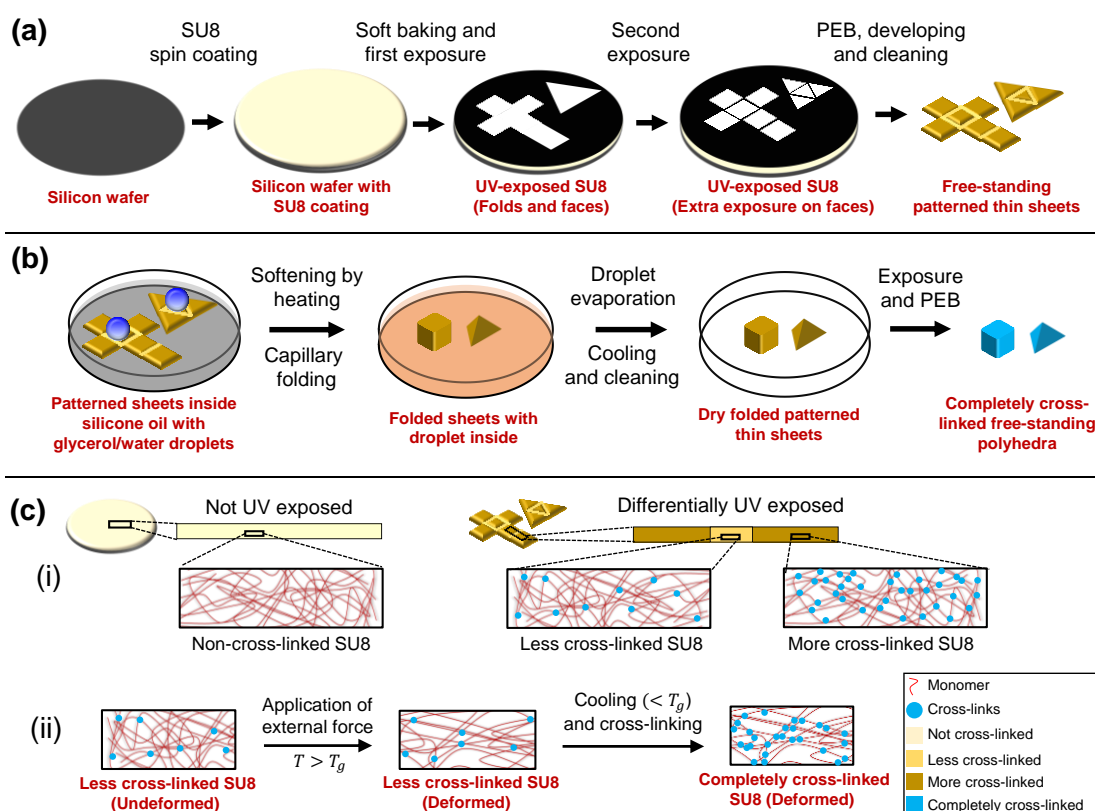 (a)
SU8
spin coating
Soft baking and
first exposure
Second
exposure
PEB, developing
and cleaning
Silicon wafer
Silicon wafer with
SU8 coating
UV-exposed SU8
(Folds and faces)
UV-exposed SU8
(Extra exposure on faces)
Free-standing
patterned thin sheets
(b)
Softening by
heating
Capillary
folding
Droplet
evaporation
Cooling
and cleaning
Exposure
and PEB
Patterned sheets inside
silicone oil with
glycerol/water droplets
Folded sheets with
droplet inside
Dry folded patterned
thin sheets
Completely cross-
linked free-standing
polyhedra
(c)
Not UV exposed
Differentially UV exposed
(i)
Non-cross-linked SU8
Less cross-linked SU8
More cross-linked SU8
(ii)
Application of
external force
T > Tg
Cooling (< Tg)
and cross-linking
Less cross-linked SU8
(Undeformed)
Less cross-linked SU8
(Deformed)
Completely cross-linked
SU8 (Deformed)
Monomer
Cross-links
Not cross-linked
Less cross-linked
More cross-linked
Completely cross-linked